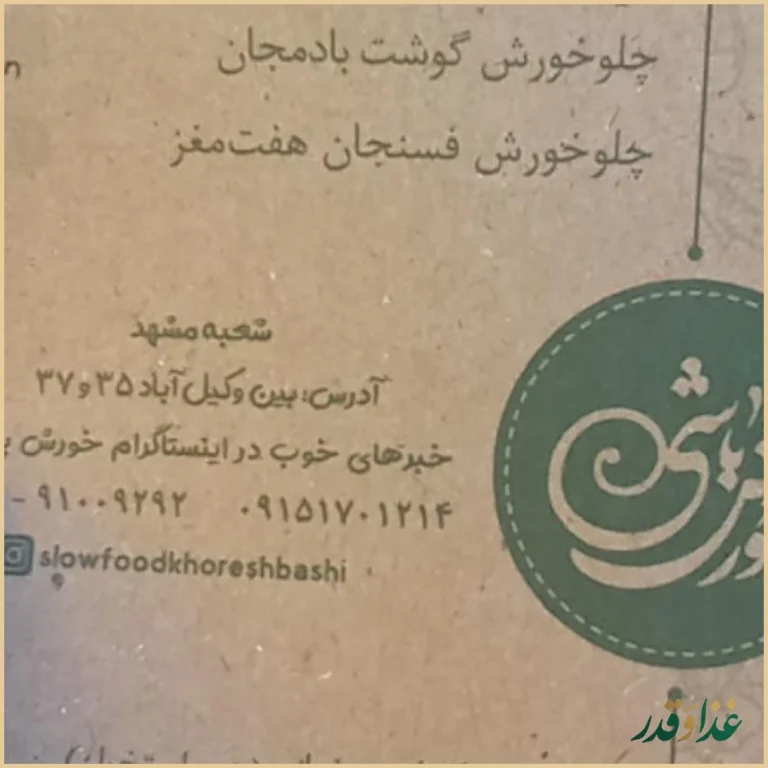 چلوخورش گوشت بادمجان
چلوخورش فسنجان هفت‌مغز
شعبه مشهد
آدرس: بین وکیل‌آباد ۳۵ و ۳۷
خبرهای خوب در اینستاگرام خورش
۰۹۱۵۱۷۰۱۲۱۴ ۹۱۰۰۹۲۹۲ -
slowfoodkhoreshbashi
باشی
غذا و قدر